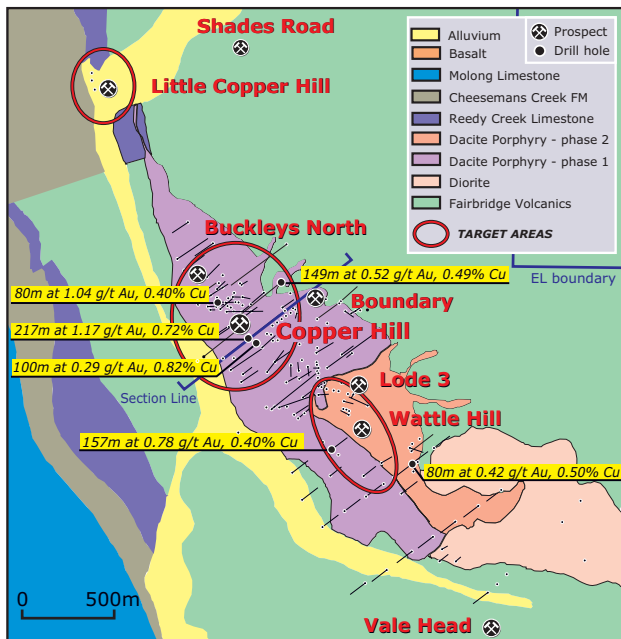 Shades Road
Little Copper Hill
Alluvium
Basalt
Molong Limestone
Cheesemans Creek FM
Reedy Creek Limestone
Dacite Porphyry - phase 2
Dacite Porphyry - phase 1
Diorite
Fairbridge Volcanics
TARGET AREAS
Prospect
Drill hole
Buckleys North
149m at 0.52 g/t Au, 0.49% Cu
EL boundary
80m at 1.04 g/t Au, 0.40% Cu
Boundary
217m at 1.17 g/t Au, 0.72% Cu
Copper Hill
100m at 0.29 g/t Au, 0.82% Cu
Section Line
Lode 3
Wattle Hill
157m at 0.78 g/t Au, 0.40% Cu
80m at 0.42 g/t Au, 0.50% Cu
0 500m
Vale Head